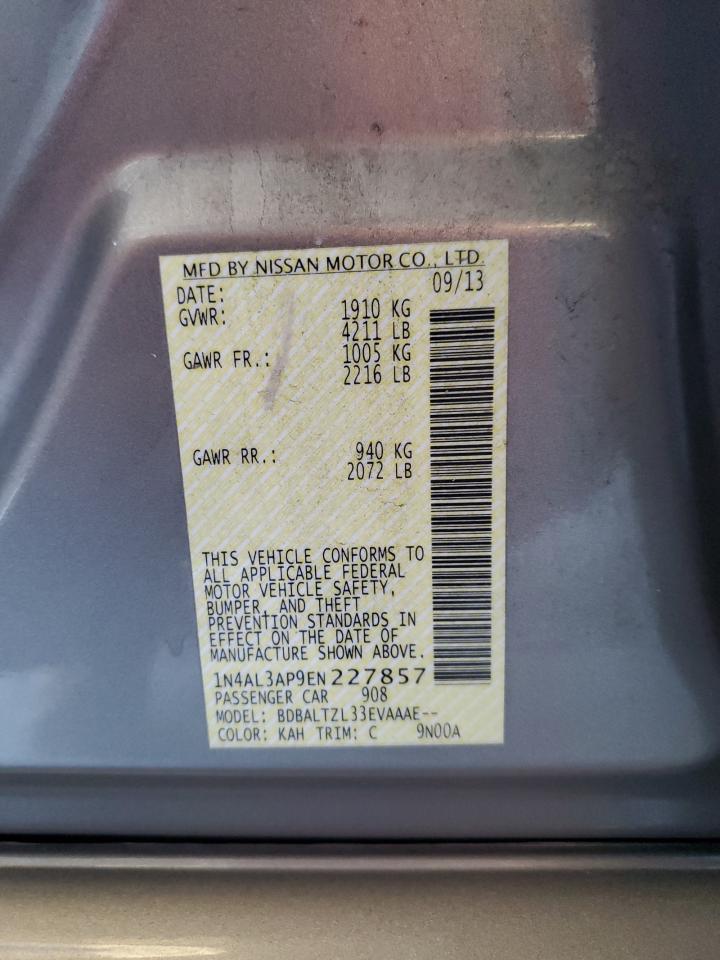 MFD BY NISSAN MOTOR CO., LTD.
DATE: 09/13
GVWR: 1910 KG
4211 LB
GAWR FR.: 1005 KG
2216 LB
GAWR RR.: 940 KG
2072 LB
THIS VEHICLE CONFORMS TO
ALL APPLICABLE FEDERAL
MOTOR VEHICLE SAFETY,
BUMPER, AND THEFT
PREVENTION STANDARDS IN
EFFECT ON THE DATE OF
MANUFACTURE SHOWN ABOVE.
1N4AL3AP9EN227857
PASSENGER CAR 908
MODEL: BDBALTZL33EVAAAE--
COLOR: KAH TRIM: C 9N00A